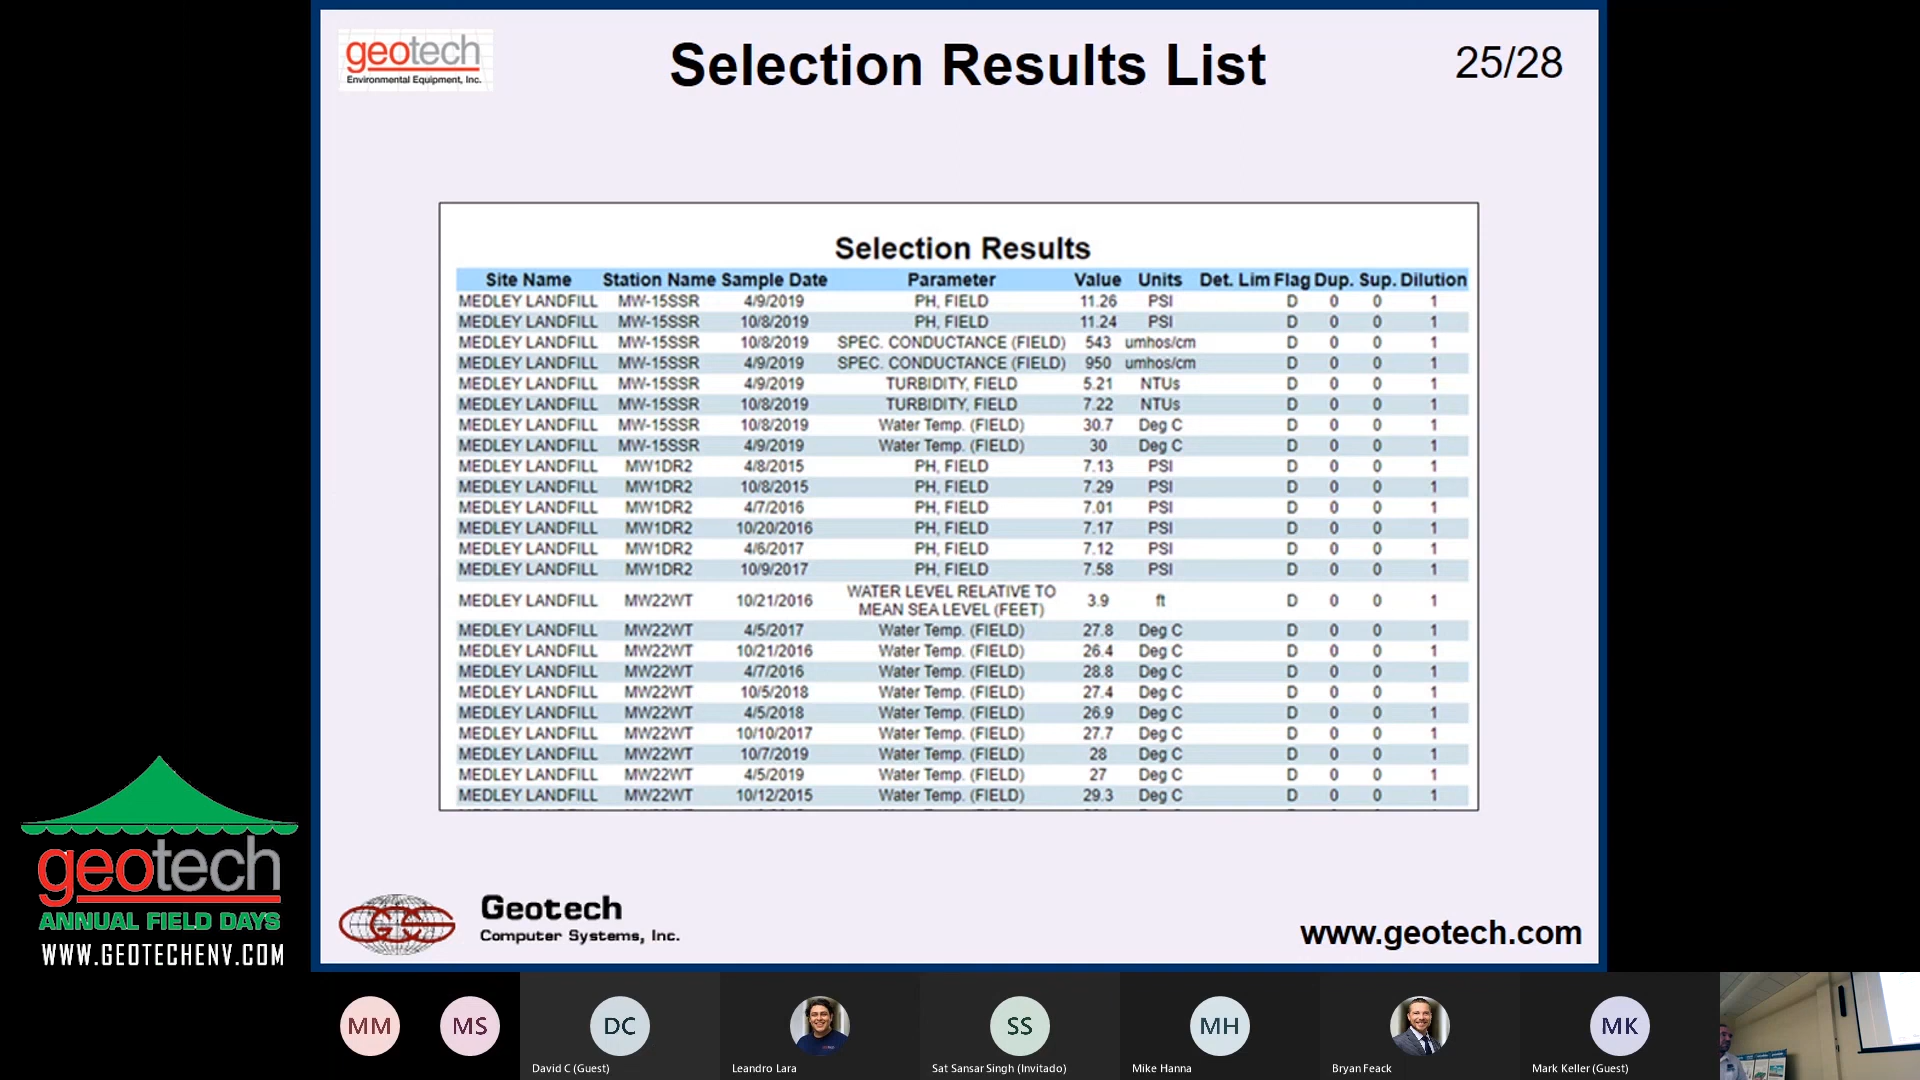 geotech
Environmental Equipment, Inc.
Selection Results List
25/28
Selection Results
Site Name Station Name Sample Date Parameter Value Units Det. Lim Flag Dup. Sup. Dilution
MEDLEY LANDFILL MW-15SSR 4/9/2019 PH, FIELD 11.26 PSI D 0 0 1
MEDLEY LANDFILL MW-15SSR 10/8/2019 PH, FIELD 11.24 PSI D 0 0 1
MEDLEY LANDFILL MW-15SSR 10/8/2019 SPEC. CONDUCTANCE (FIELD) 543 umhos/cm D 0 0 1
MEDLEY LANDFILL MW-15SSR 4/9/2019 SPEC. CONDUCTANCE (FIELD) 950 umhos/cm D 0 0 1
MEDLEY LANDFILL MW-15SSR 4/9/2019 TURBIDITY, FIELD 5.21 NTUs D 0 0 1
MEDLEY LANDFILL MW-15SSR 10/8/2019 TURBIDITY, FIELD 7.22 NTUs D 0 0 1
MEDLEY LANDFILL MW-15SSR 10/8/2019 Water Temp. (FIELD) 30.7 Deg C D 0 0 1
MEDLEY LANDFILL MW-15SSR 4/9/2019 Water Temp. (FIELD) 30 Deg C D 0 0 1
MEDLEY LANDFILL MW1DR2 4/8/2015 PH, FIELD 7.13 PSI D 0 0 1
MEDLEY LANDFILL MW1DR2 10/8/2015 PH, FIELD 7.29 PSI D 0 0 1
MEDLEY LANDFILL MW1DR2 4/7/2016 PH, FIELD 7.01 PSI D 0 0 1
MEDLEY LANDFILL MW1DR2 10/20/2016 PH, FIELD 7.17 PSI D 0 0 1
MEDLEY LANDFILL MW1DR2 4/6/2017 PH, FIELD 7.12 PSI D 0 0 1
MEDLEY LANDFILL MW1DR2 10/9/2017 PH, FIELD 7.58 PSI D 0 0 1
MEDLEY LANDFILL MW22WT 10/21/2016 WATER LEVEL RELATIVE TO
MEAN SEA LEVEL (FEET) 3.9 ft D 0 0 1
MEDLEY LANDFILL MW22WT 4/5/2017 Water Temp. (FIELD) 27.8 Deg C D 0 0 1
MEDLEY LANDFILL MW22WT 10/21/2016 Water Temp. (FIELD) 26.4 Deg C D 0 0 1
MEDLEY LANDFILL MW22WT 4/7/2016 Water Temp. (FIELD) 28.8 Deg C D 0 0 1
MEDLEY LANDFILL MW22WT 10/5/2018 Water Temp. (FIELD) 27.4 Deg C D 0 0 1
MEDLEY LANDFILL MW22WT 4/5/2018 Water Temp. (FIELD) 26.9 Deg C D 0 0 1
MEDLEY LANDFILL MW22WT 10/10/2017 Water Temp. (FIELD) 27.7 Deg C D 0 0 1
MEDLEY LANDFILL MW22WT 10/7/2019 Water Temp. (FIELD) 28 Deg C D 0 0 1
MEDLEY LANDFILL MW22WT 4/5/2019 Water Temp. (FIELD) 27 Deg C D 0 0 1
MEDLEY LANDFILL MW22WT 10/12/2015 Water Temp. (FIELD) 29.3 Deg C D 0 0 1
geotech
ANNUAL FIELD DAYS
WWW.GEOTECHENV.COM
GCS
Geotech
Computer Systems, Inc.
www.geotech.com
MM
MS
DC
SS
MH
MK
David C (Guest)
Leandro Lara
Sat Sansar Singh (Invitado)
Mike Hanna
Bryan Feack
Mark Keller (Guest)